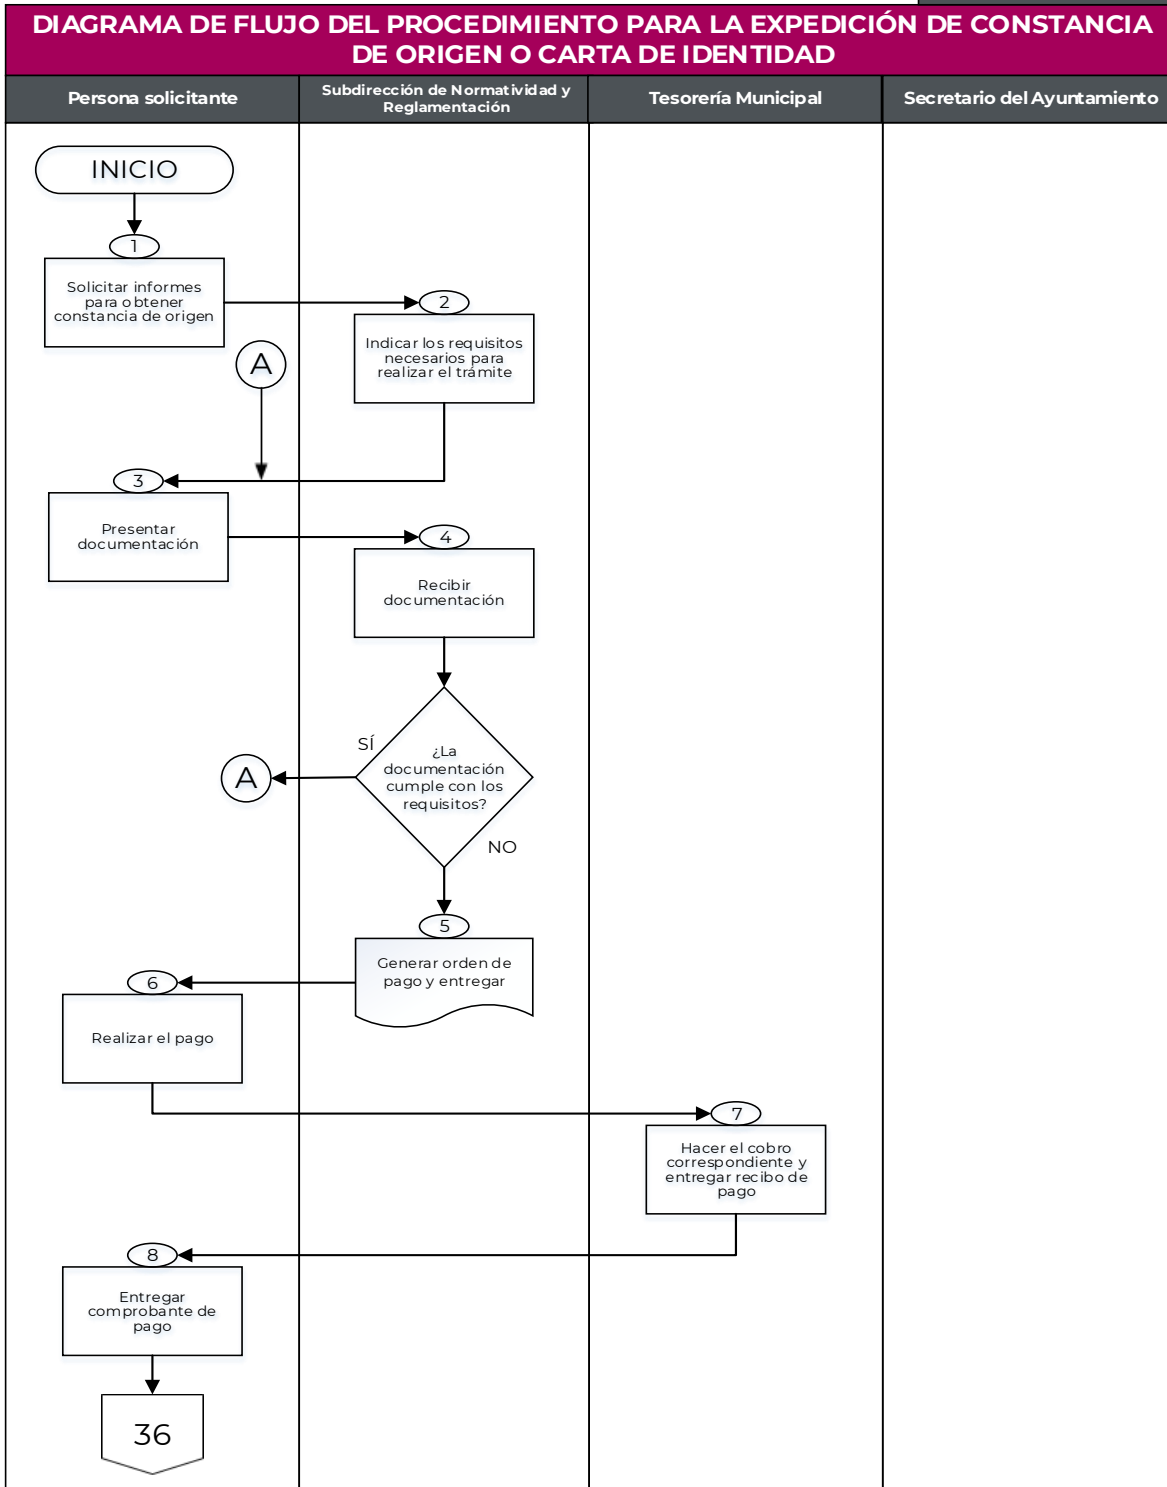 DIAGRAMA DE FLUJO DEL PROCEDIMIENTO PARA LA EXPEDICIÓN DE CONSTANCIA
DE ORIGEN O CARTA DE IDENTIDAD
Persona solicitante
Subdirección de Normatividad y
Reglamentación
Tesorería Municipal
Secretario del Ayuntamiento
INICIO
1
Solicitar informes
para obtener
constancia de origen
2
Indicar los requisitos
necesarios para
realizar el trámite
A
3
Presentar
documentación
4
Recibir
documentación
SÍ
¿La
documentación
cumple con los
requisitos?
A
NO
5
Generar orden de
pago y entregar
6
Realizar el pago
7
Hacer el cobro
correspondiente y
entregar recibo de
pago
8
Entregar
comprobante de
pago
36